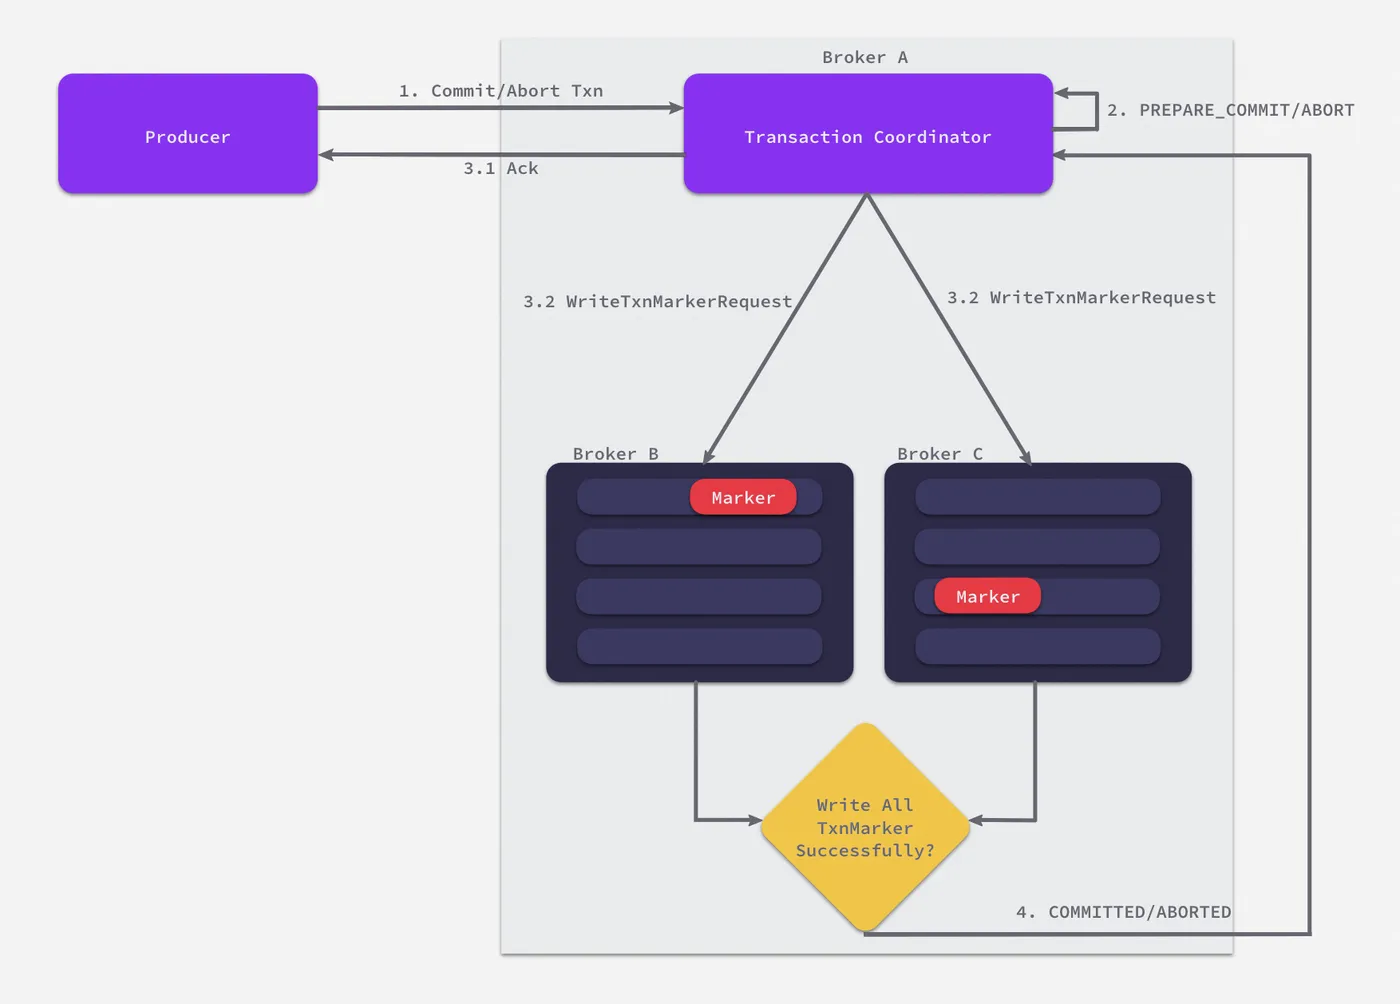 Broker A
1. Commit/Abort Txn
2. PREPARE_COMMIT/ABORT
Producer
Transaction Coordinator
3.1 Ack
3.2 WriteTxnMarkerRequest
3.2 WriteTxnMarkerRequest
Broker B
Broker C
Marker
Marker
Write All
TxnMarker
Successfully?
4. COMMITTED/ABORTED